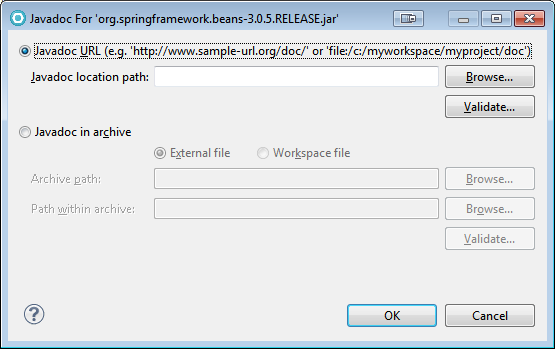 Javadoc For 'org.springframework.beans-3.0.5.RELEASE.jar'
Javadoc URL (e.g. 'http://www.sample-url.org/doc/' or 'file:/c:/myworkspace/myproject/doc')
Javadoc location path:
Browse...
Validate...
Javadoc in archive
External file
Workspace file
Archive path:
Browse...
Path within archive:
Browse...
Validate...
?
OK
Cancel